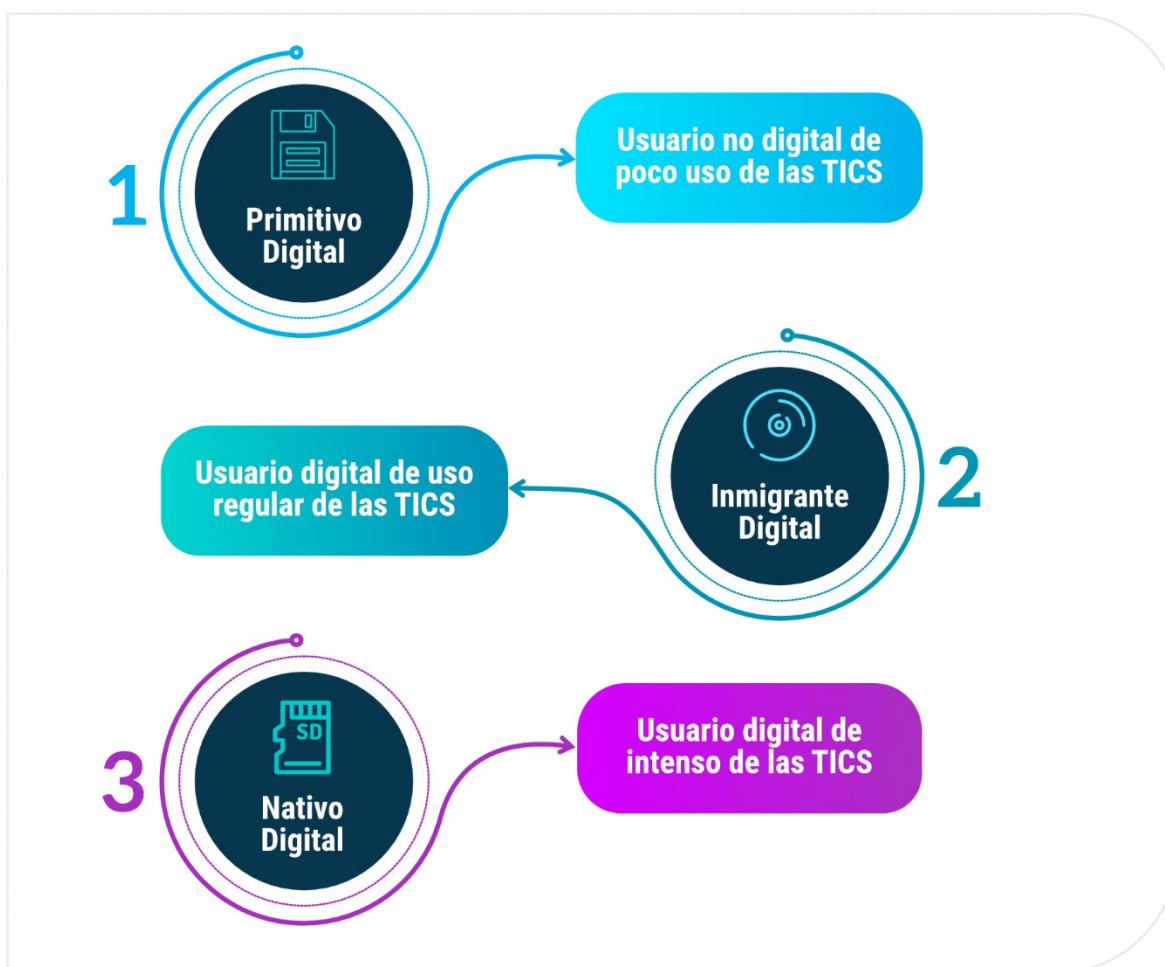 1
Primitivo
Digital
Usuario no digital de
poco uso de las TICS
Usuario digital de uso
regular de las TICS
Inmigrante
Digital
2
3
SD
Nativo
Digital
Usuario digital de
intenso de las TICS